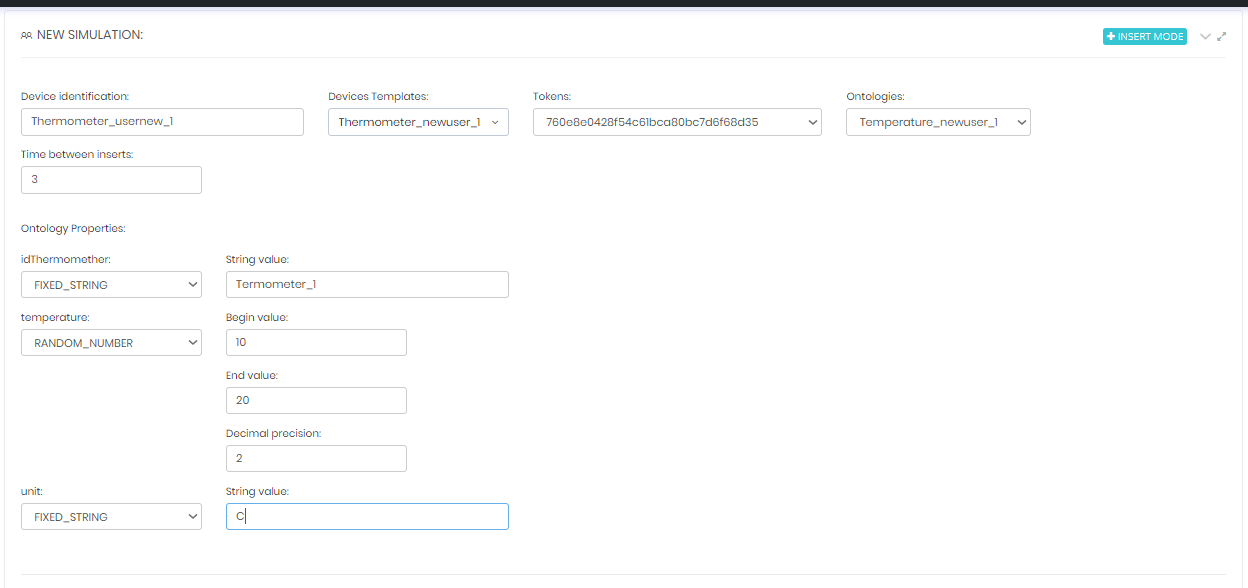 NEW SIMULATION:
INSERT MODE
Device identification: Devices Templates: Tokens: Ontologies:
Thermometer_usernew_1 Thermometer_newuser_1 760e8e0428f54c61bca80bc7d6f68d35 Temperature_newuser_1
Time between inserts:
3
Ontology Properties:
idThermomether: String value:
FIXED_STRING Termometer_1
temperature: Begin value:
RANDOM_NUMBER 10
End value:
20
Decimal precision:
2
unit: String value:
FIXED_STRING C